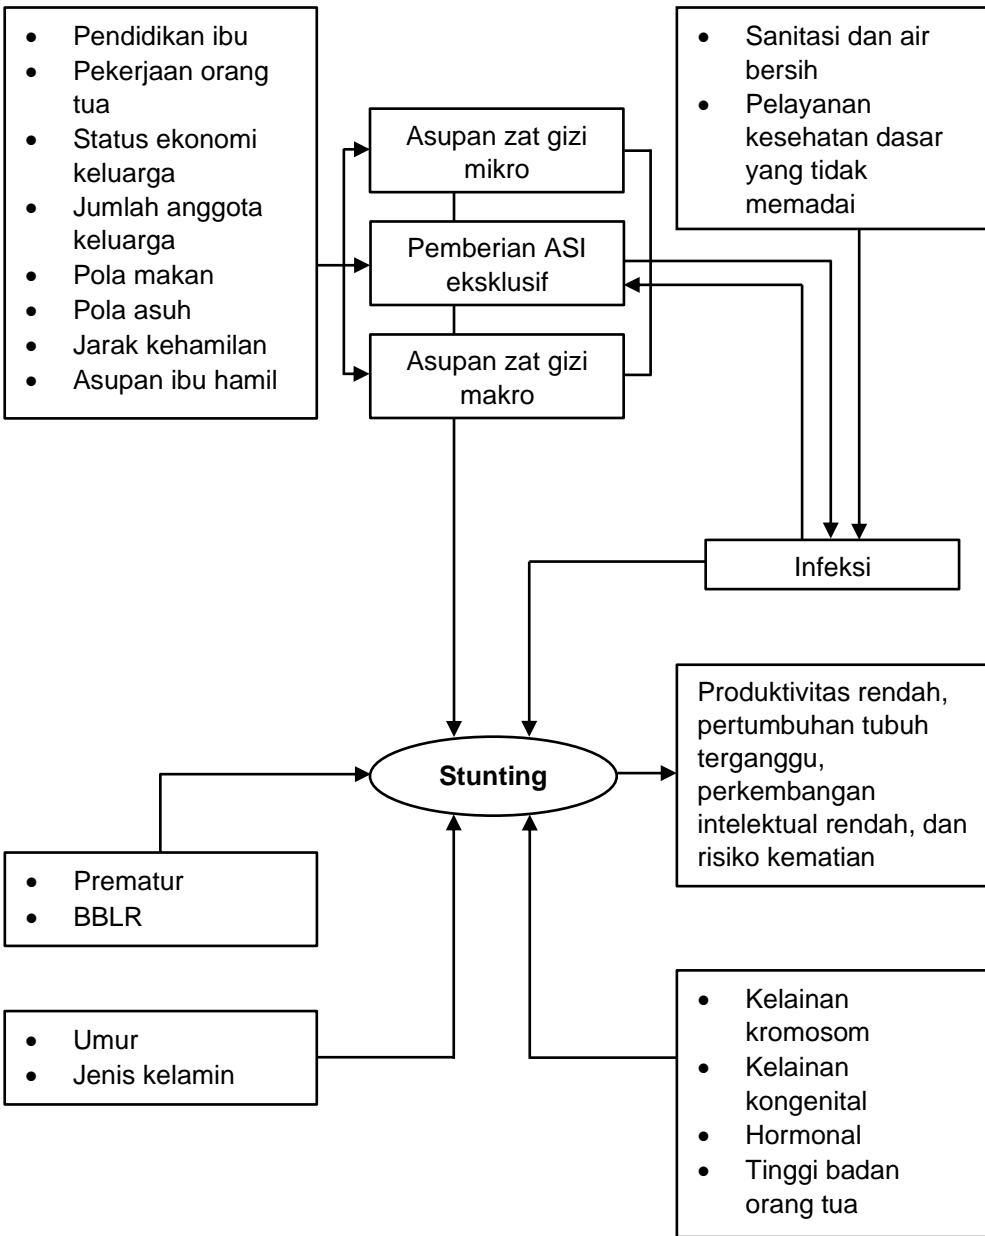 • Pendidikan ibu
• Pekerjaan orang
tua
• Status ekonomi
keluarga
• Jumlah anggota
keluarga
• Pola makan
• Pola asuh
• Jarak kehamilan
• Asupan ibu hamil
Asupan zat gizi
mikro
Pemberian ASI
eksklusif
Asupan zat gizi
makro
• Sanitasi dan air
bersih
• Pelayanan
kesehatan dasar
yang tidak
memadai
Infeksi
Stunting
Produktivitas rendah,
pertumbuhan tubuh
terganggu,
perkembangan
intelektual rendah, dan
risiko kematian
• Prematur
• BBLR
• Umur
• Jenis kelamin
• Kelainan
kromosom
• Kelainan
kongenital
• Hormonal
• Tinggi badan
orang tua